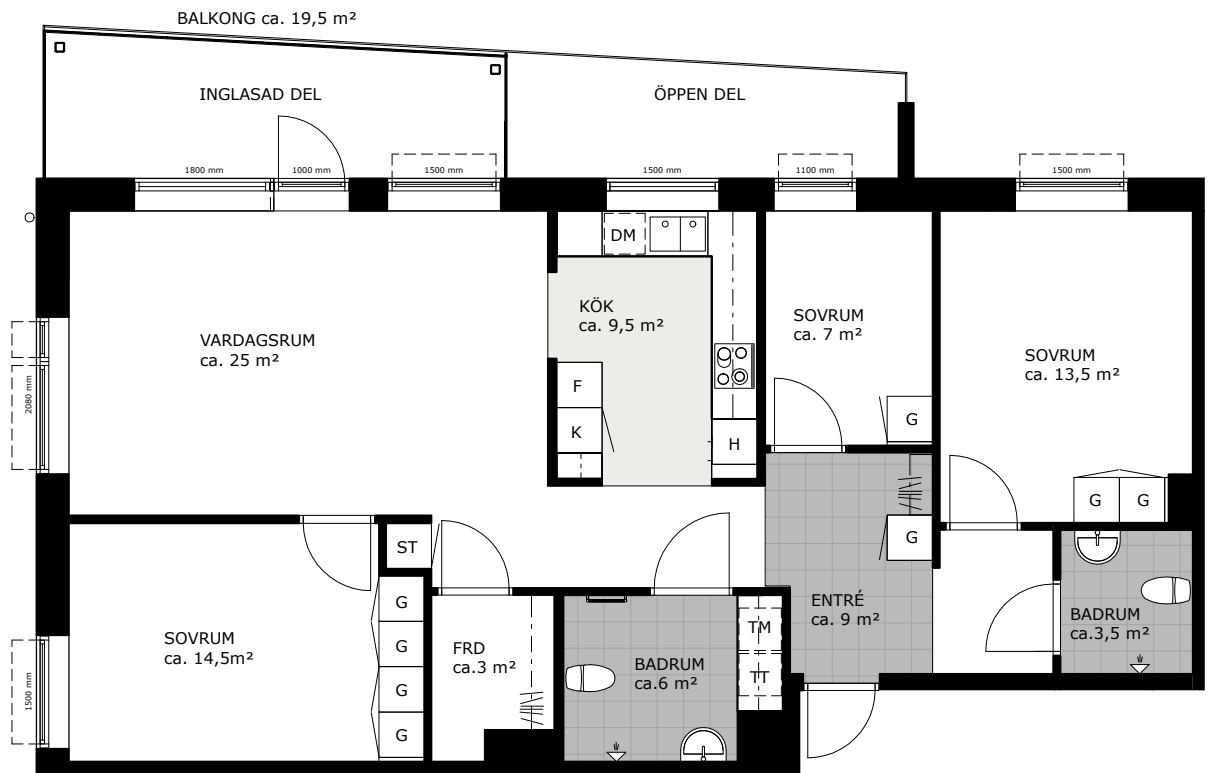 BALKONG ca. 19,5 m²
INGLASAD DEL
ÖPPEN DEL
1800 mm
1000 mm
1500 mm
1500 mm
1100 mm
1500 mm
DM
KÖK
ca. 9,5 m²
SOVRUM
ca. 7 m²
VARDAGSRUM
ca. 25 m²
SOVRUM
ca. 13,5 m²
2080 mm
F
K
H
G
G
G
G
ST
ENTRÉ
ca. 9 m²
BADRUM
ca.3,5 m²
SOVRUM
ca. 14,5m²
G
G
G
G
FRD
ca.3 m²
BADRUM
ca.6 m²
TM
TT
1500 mm